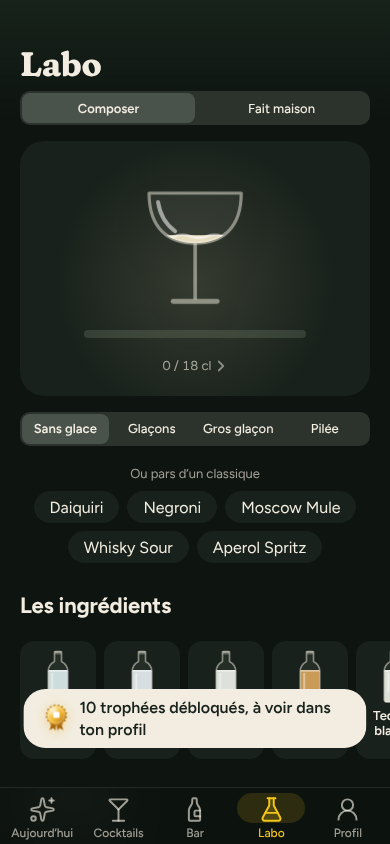 Labo
Composer
Fait maison
0 / 18 cl
Sans glace
Glaçons
Gros glaçon
Pilée
Ou pars d’un classique
Daiquiri
Negroni
Moscow Mule
Whisky Sour
Aperol Spritz
Les ingrédients
10 trophées débloqués, à voir dans
ton profil
Aujourd’hui
Cocktails
Bar
Labo
Profil